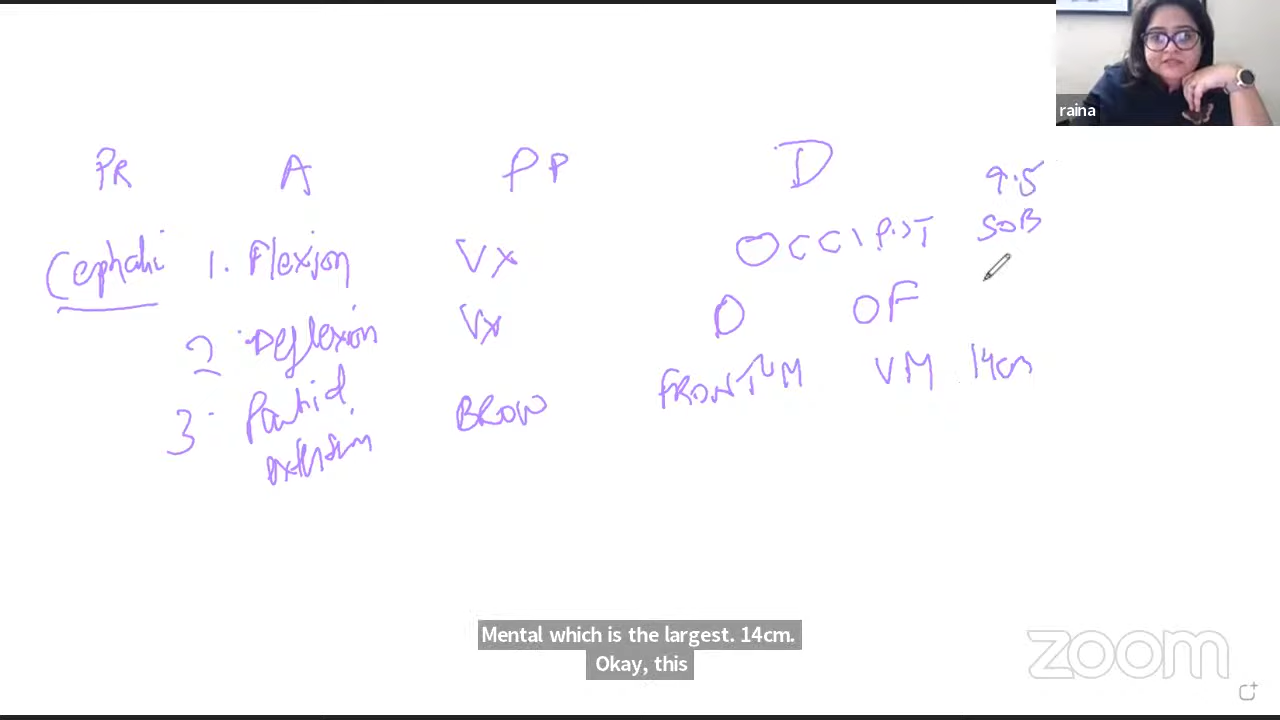 raina
PR A PP D 9.5
Cephalic 1. Flexion VX OCCIPUT SOB
2 Deflexion VX O OF
3. Partial extension BROW FRONTUM VM 14cm
Mental which is the largest. 14cm.
Okay, this
zoom